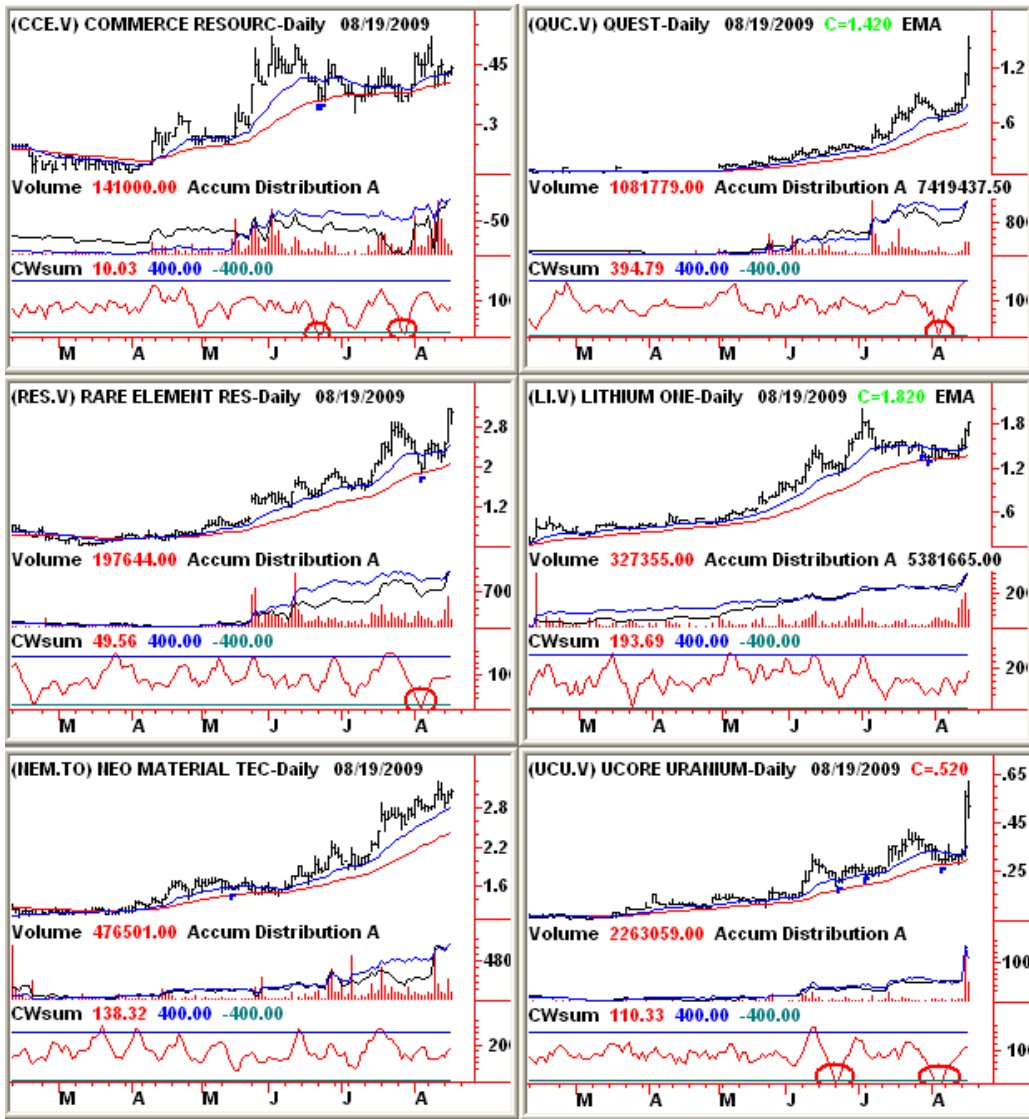 (CCE.V) COMMERCE RESOURC-Daily 08/19/2009
.45
.3
Volume 141000.00 Accum Distribution A
-50
CWsum 10.03 400.00 -400.00
M A M J J A
(QUC.V) QUEST-Daily 08/19/2009 C=1.420 EMA
1.2
.6
Volume 1081779.00 Accum Distribution A 7419437.50
CWsum 394.79 400.00 -400.00
M A M J J A
(RES.V) RARE ELEMENT RES-Daily 08/19/2009
2.8
2
1.2
Volume 197644.00 Accum Distribution A
700
CWsum 49.56 400.00 -400.00
M A M J J A
(LI.V) LITHIUM ONE-Daily 08/19/2009 C=1.820 EMA
1.8
1.2
.6
Volume 327355.00 Accum Distribution A 5381665.00
CWsum 193.69 400.00 -400.00
M A M J J A
(NEM.TO) NEO MATERIAL TEC-Daily 08/19/2009
2.8
2.2
1.6
Volume 476501.00 Accum Distribution A
480
CWsum 138.32 400.00 -400.00
M A M J J A
(UCU.V) UCORE URANIUM-Daily 08/19/2009 C=.520
.65
.45
.25
Volume 2263059.00 Accum Distribution A
100
CWsum 110.33 400.00 -400.00
M A M J J A